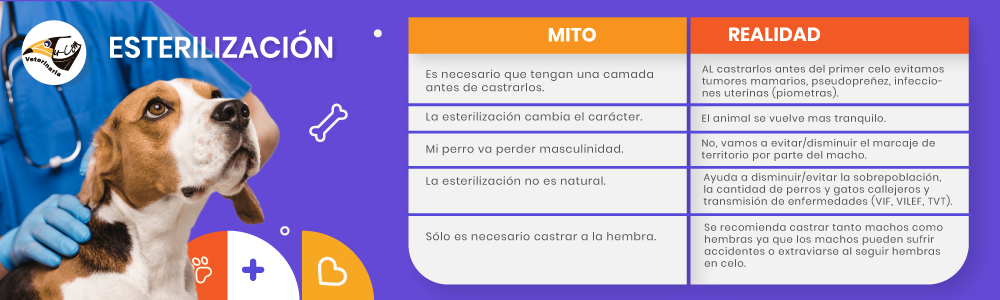 Tu-Can
Veterinaria
ESTERILIZACIÓN
MITO
REALIDAD
Es necesario que tengan una camada
antes de castrarlos.
AL castrarlos antes del primer celo evitamos
tumores mamarios, pseudopreñez, infeccio-
nes uterinas (piometras).
La esterilización cambia el carácter.
El animal se vuelve mas tranquilo.
Mi perro va perder masculinidad.
No, vamos a evitar/disminuir el marcaje de
territorio por parte del macho.
La esterilización no es natural.
Ayuda a disminuir/evitar la sobrepoblación,
la cantidad de perros y gatos callejeros y
transmisión de enfermedades (VIF, VILEF, TVT).
Sólo es necesario castrar a la hembra.
Se recomienda castrar tanto machos como
hembras ya que los machos pueden sufrir
accidentes o extraviarse al seguir hembras
en celo.